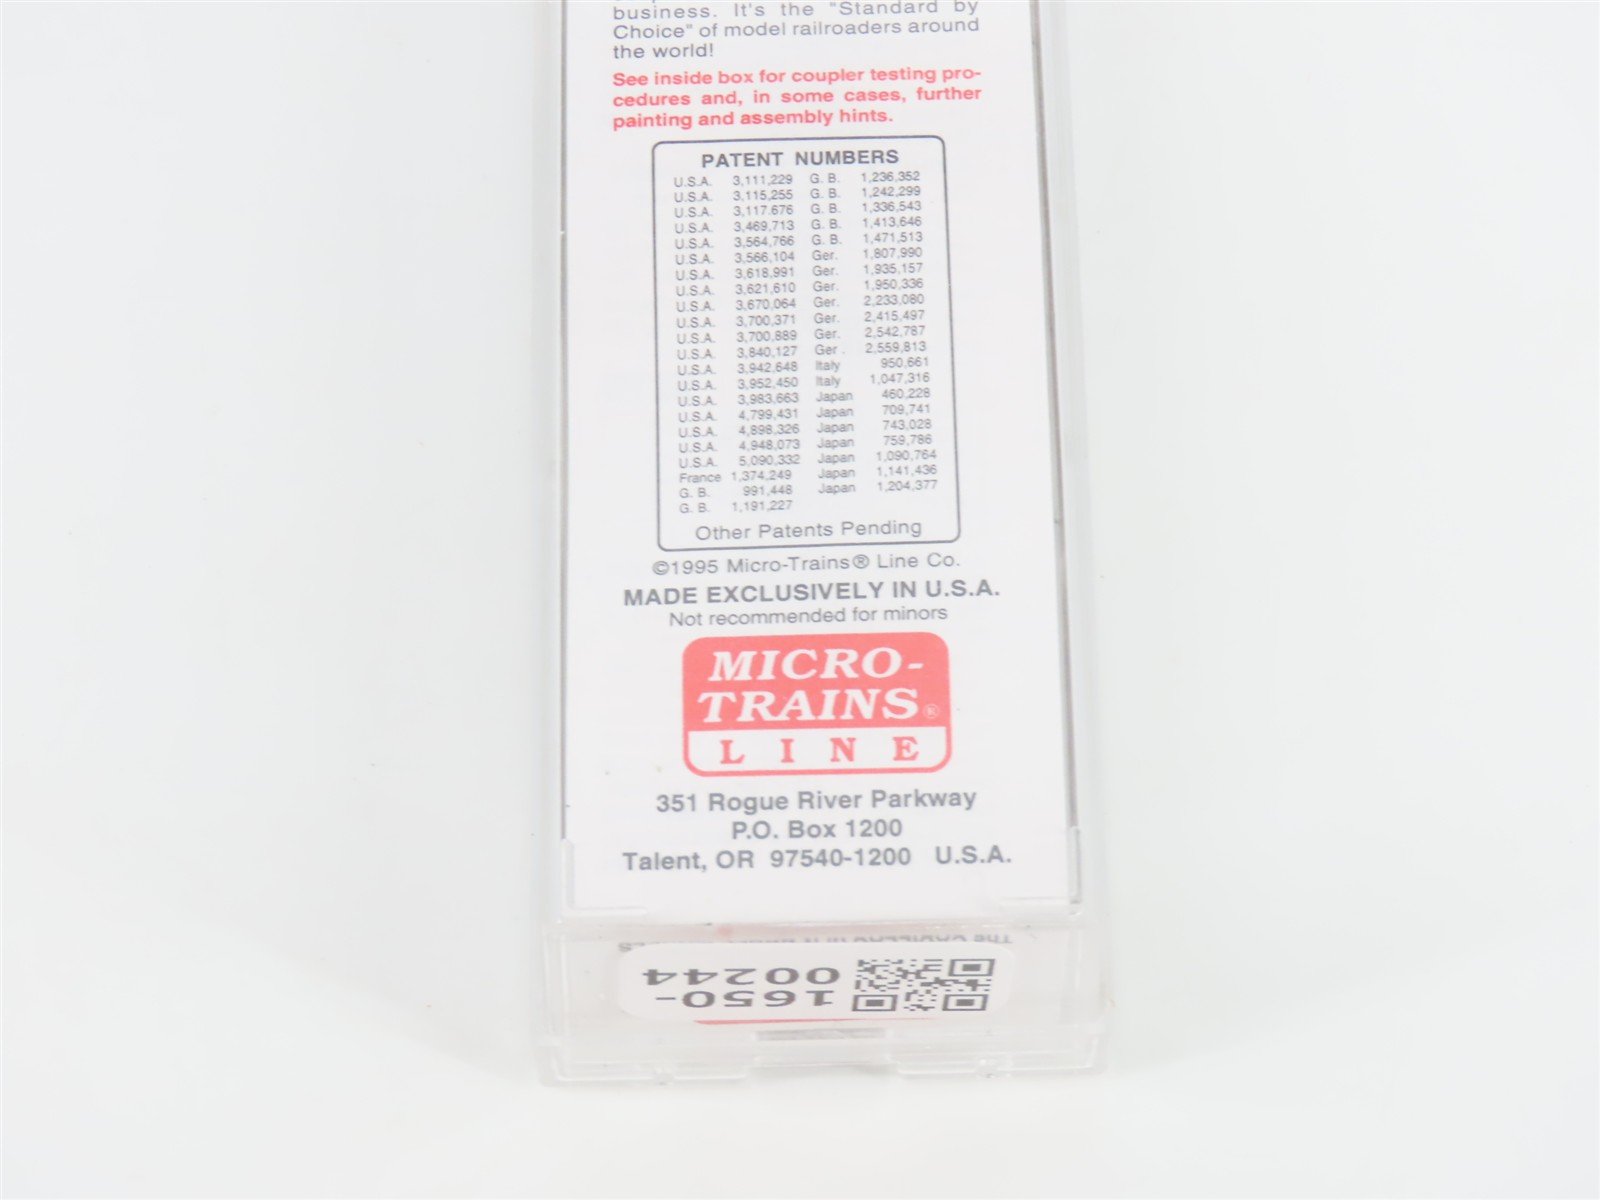 business. It's the "Standard by
Choice" of model railroaders around
the world!
See inside box for coupler testing pro-
cedures and, in some cases, further
painting and assembly hints.
PATENT NUMBERS
U.S.A. 3,111,229 G. B. 1,236,352
U.S.A. 3,115,255 G. B. 1,242,299
U.S.A. 3,117.676 G. B. 1,336,543
U.S.A. 3,469,713 G. B. 1,413,646
U.S.A. 3,564,766 G. B. 1,471,513
U.S.A. 3,566,104 Ger. 1,807,990
U.S.A. 3,618,991 Ger. 1,935,157
U.S.A. 3,621,610 Ger. 1,950,336
U.S.A. 3,670,064 Ger. 2,233,080
U.S.A. 3,700,371 Ger. 2,415,497
U.S.A. 3,700,889 Ger. 2,542,787
U.S.A. 3,840,127 Ger . 2,559,813
U.S.A. 3,942,648 Italy 950,661
U.S.A. 3,952,450 Italy 1,047,316
U.S.A. 3,983,663 Japan 460,228
U.S.A. 4,799,431 Japan 709,741
U.S.A. 4,898,326 Japan 743,028
U.S.A. 4,948,073 Japan 759,786
U.S.A. 5,090,332 Japan 1,090,764
France 1,374,249 Japan 1,141,436
G. B. 991,448 Japan 1,204,377
G. B. 1,191,227
Other Patents Pending
©1995 Micro-Trains® Line Co.
MADE EXCLUSIVELY IN U.S.A.
Not recommended for minors
MICRO-
TRAINS®
LINE
351 Rogue River Parkway
P.O. Box 1200
Talent, OR 97540-1200 U.S.A.
1650-
00244